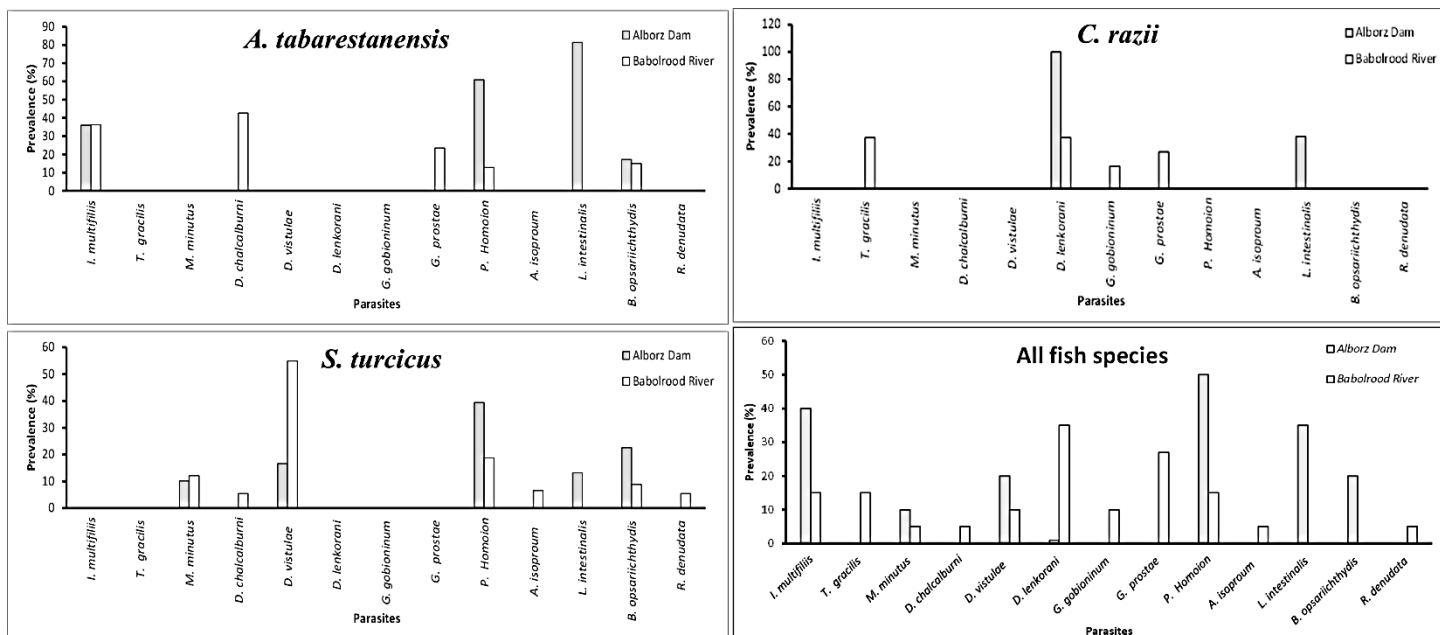 A. tabarestanensis
Alborz Dam
Babolrood River
Prevalence (%)
90
80
70
60
50
40
30
20
10
0
I. multifiliis
T. gracilis
M. minutus
D. chalcalburni
D. vistulae
D. lenkorani
G. gobioninum
G. prostae
P. Homoion
A. isoproum
L. intestinalis
B. opsariichthydis
R. denudata
Parasites
C. razii
Alborz Dam
Babolrood River
Prevalence (%)
120
100
80
60
40
20
0
I. multifiliis
T. gracilis
M. minutus
D. chalcalburni
D. vistulae
D. lenkorani
G. gobioninum
G. prostae
P. Homoion
A. isoproum
L. intestinalis
B. opsariichthydis
R. denudata
Parasites
S. turcicus
Alborz Dam
Babolrood River
Prevalence (%)
60
50
40
30
20
10
0
I. multifiliis
T. gracilis
M. minutus
D. chalcalburni
D. vistulae
D. lenkorani
G. gobioninum
G. prostae
P. Homoion
A. isoproum
L. intestinalis
B. opsariichthydis
R. denudata
Parasites
All fish species
Alborz Dam
Babolrood River
Prevalence (%)
50
40
30
20
10
0
I. multifiliis
T. gracilis
M. minutus
D. chalcalburni
D. vistulae
D. lenkorani
G. gobioninum
G. prostae
P. Homoion
A. isoproum
L. intestinalis
B. opsariichthydis
R. denudata
Parasites